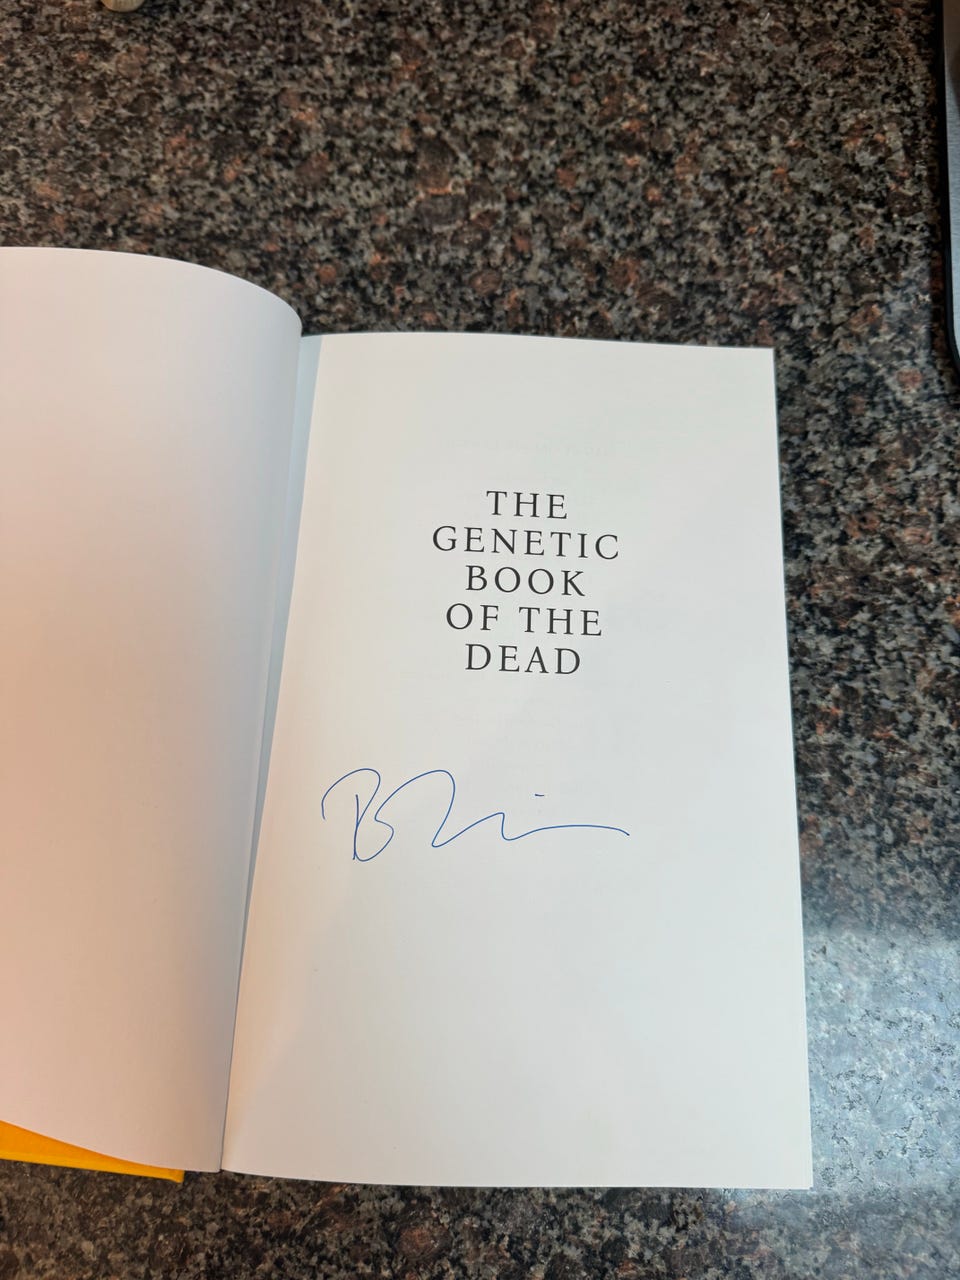 THE
GENETIC
BOOK
OF THE
DEAD